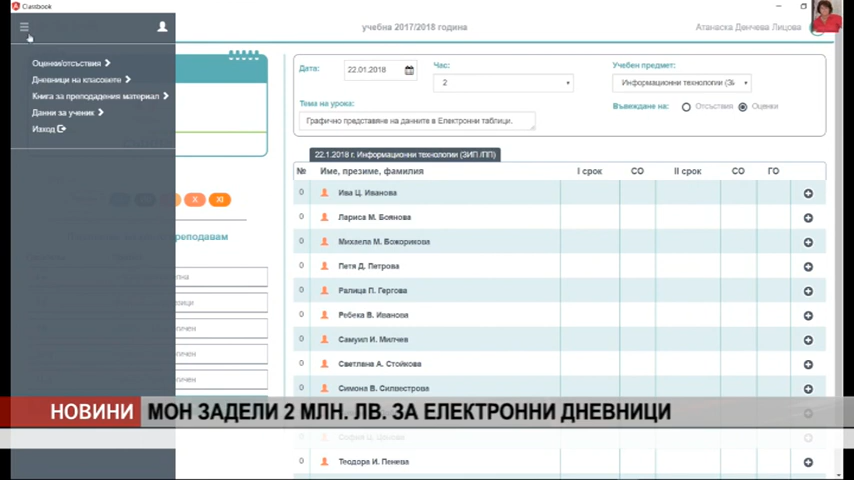 Classbook
учебна 2017/2018 година
Атанаска Денчева Лицова
Оценки/отсъствия
Дневници на класовете
Книга за преподадения материал
Данни за ученик
Изход
X
XI
Дата:
22.01.2018
Час:
2
Учебен предмет:
Информационни технологии (ЗИ
Тема на урока:
Графично представяне на данните в Електронни таблици.
Въвеждане на:
Отсъствия
Оценки
22.1.2018 г. Информационни технологии (ЗИП /ПП)
№ Име, презиме, фамилия I срок СО II срок СО ГО
0 Ива Ц. Иванова
0 Лариса М. Боянова
0 Михаела М. Божорикова
0 Петя Д. Петрова
0 Ралица П. Гергова
0 Ребека В. Иванова
0 Самуил И. Милчев
0 Светлана А. Стойкова
0 Симона В. Силвестрова
0 Теодора И. Пенева
НОВИНИ
МОН ЗАДЕЛИ 2 МЛН. ЛВ. ЗА ЕЛЕКТРОННИ ДНЕВНИЦИ